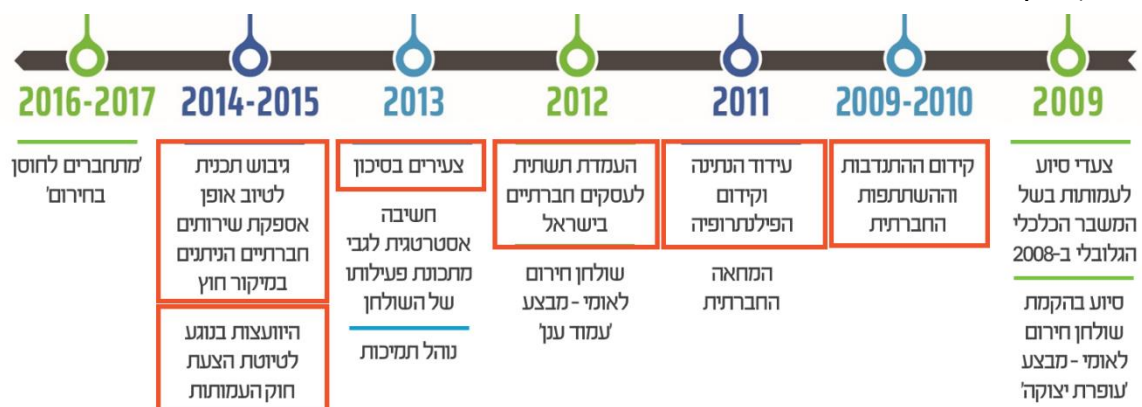 2009
צעדי סיוע
לעמותות בשל
המשבר הכלכלי
הגלובלי ב-2008
סיוע בהקמת
שולחן חירום
לאומי - מבצע
'עופרת יצוקה'
2009-2010
קידום ההתנדבות
וההשתתפות
החברתית
2011
עידוד הנתינה
וקידום
הפילנתרופיה
המחאה
החברתית
2012
העמדת תשתית
לעסקים חברתיים
בישראל
שולחן חירום
לאומי - מבצע
'עמוד ענן'
2013
צעירים בסיכון
חשיבה
אסטרטגית לגבי
מתכונת פעילותו
של השולחן
נוהל תמיכות
2014-2015
גיבוש תכנית
לטיוב אופן
אספקת שירותים
חברתיים הניתנים
במיקור חוץ
היוועצות בנוגע
לטיוטת הצעת
חוק העמותות
2016-2017
'מתחברים לחוסן
בחירום'